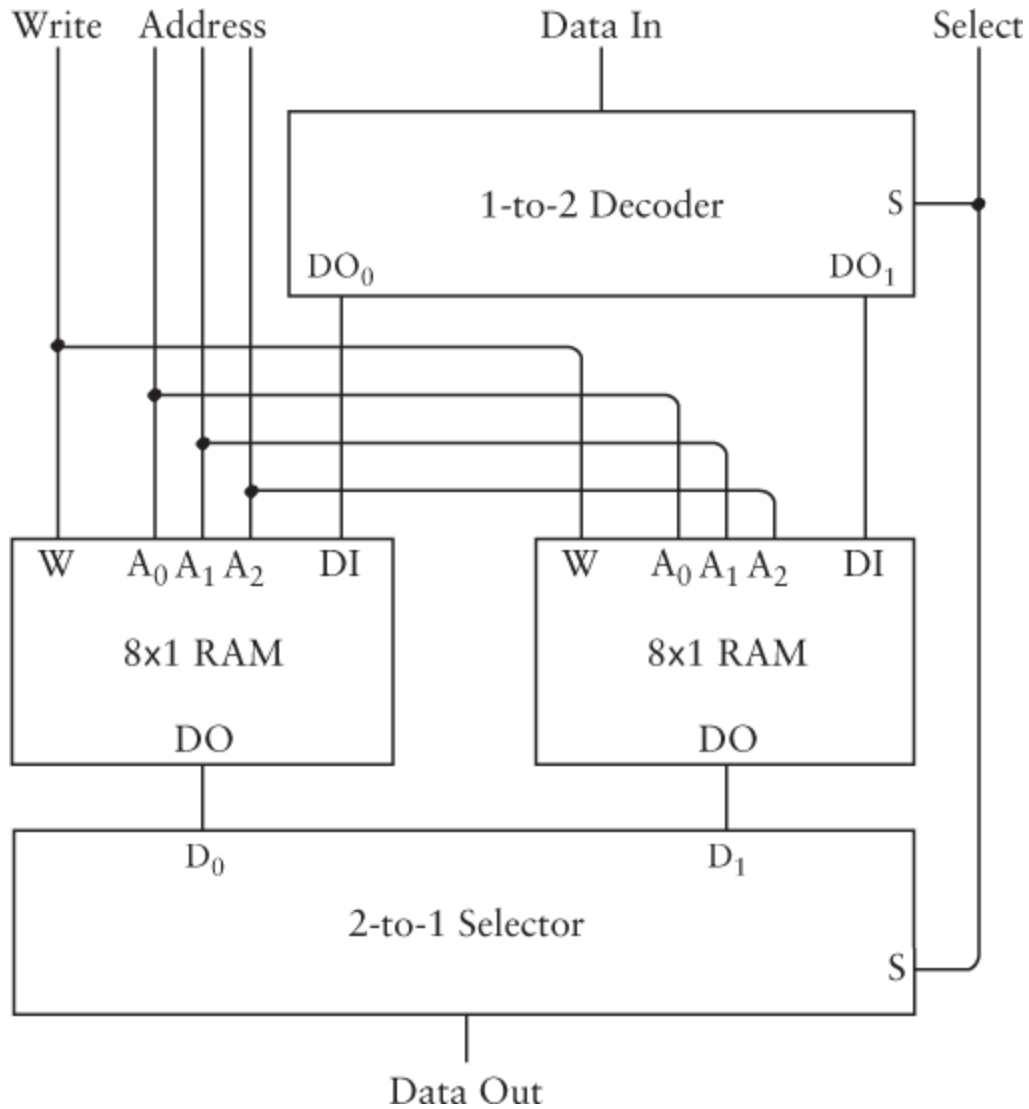 Write Address Data In Select
1-to-2 Decoder S
DO₀ DO₁
W A₀ A₁ A₂ DI W A₀ A₁ A₂ DI
8x1 RAM 8x1 RAM
DO DO
D₀ D₁
2-to-1 Selector
S
Data Out